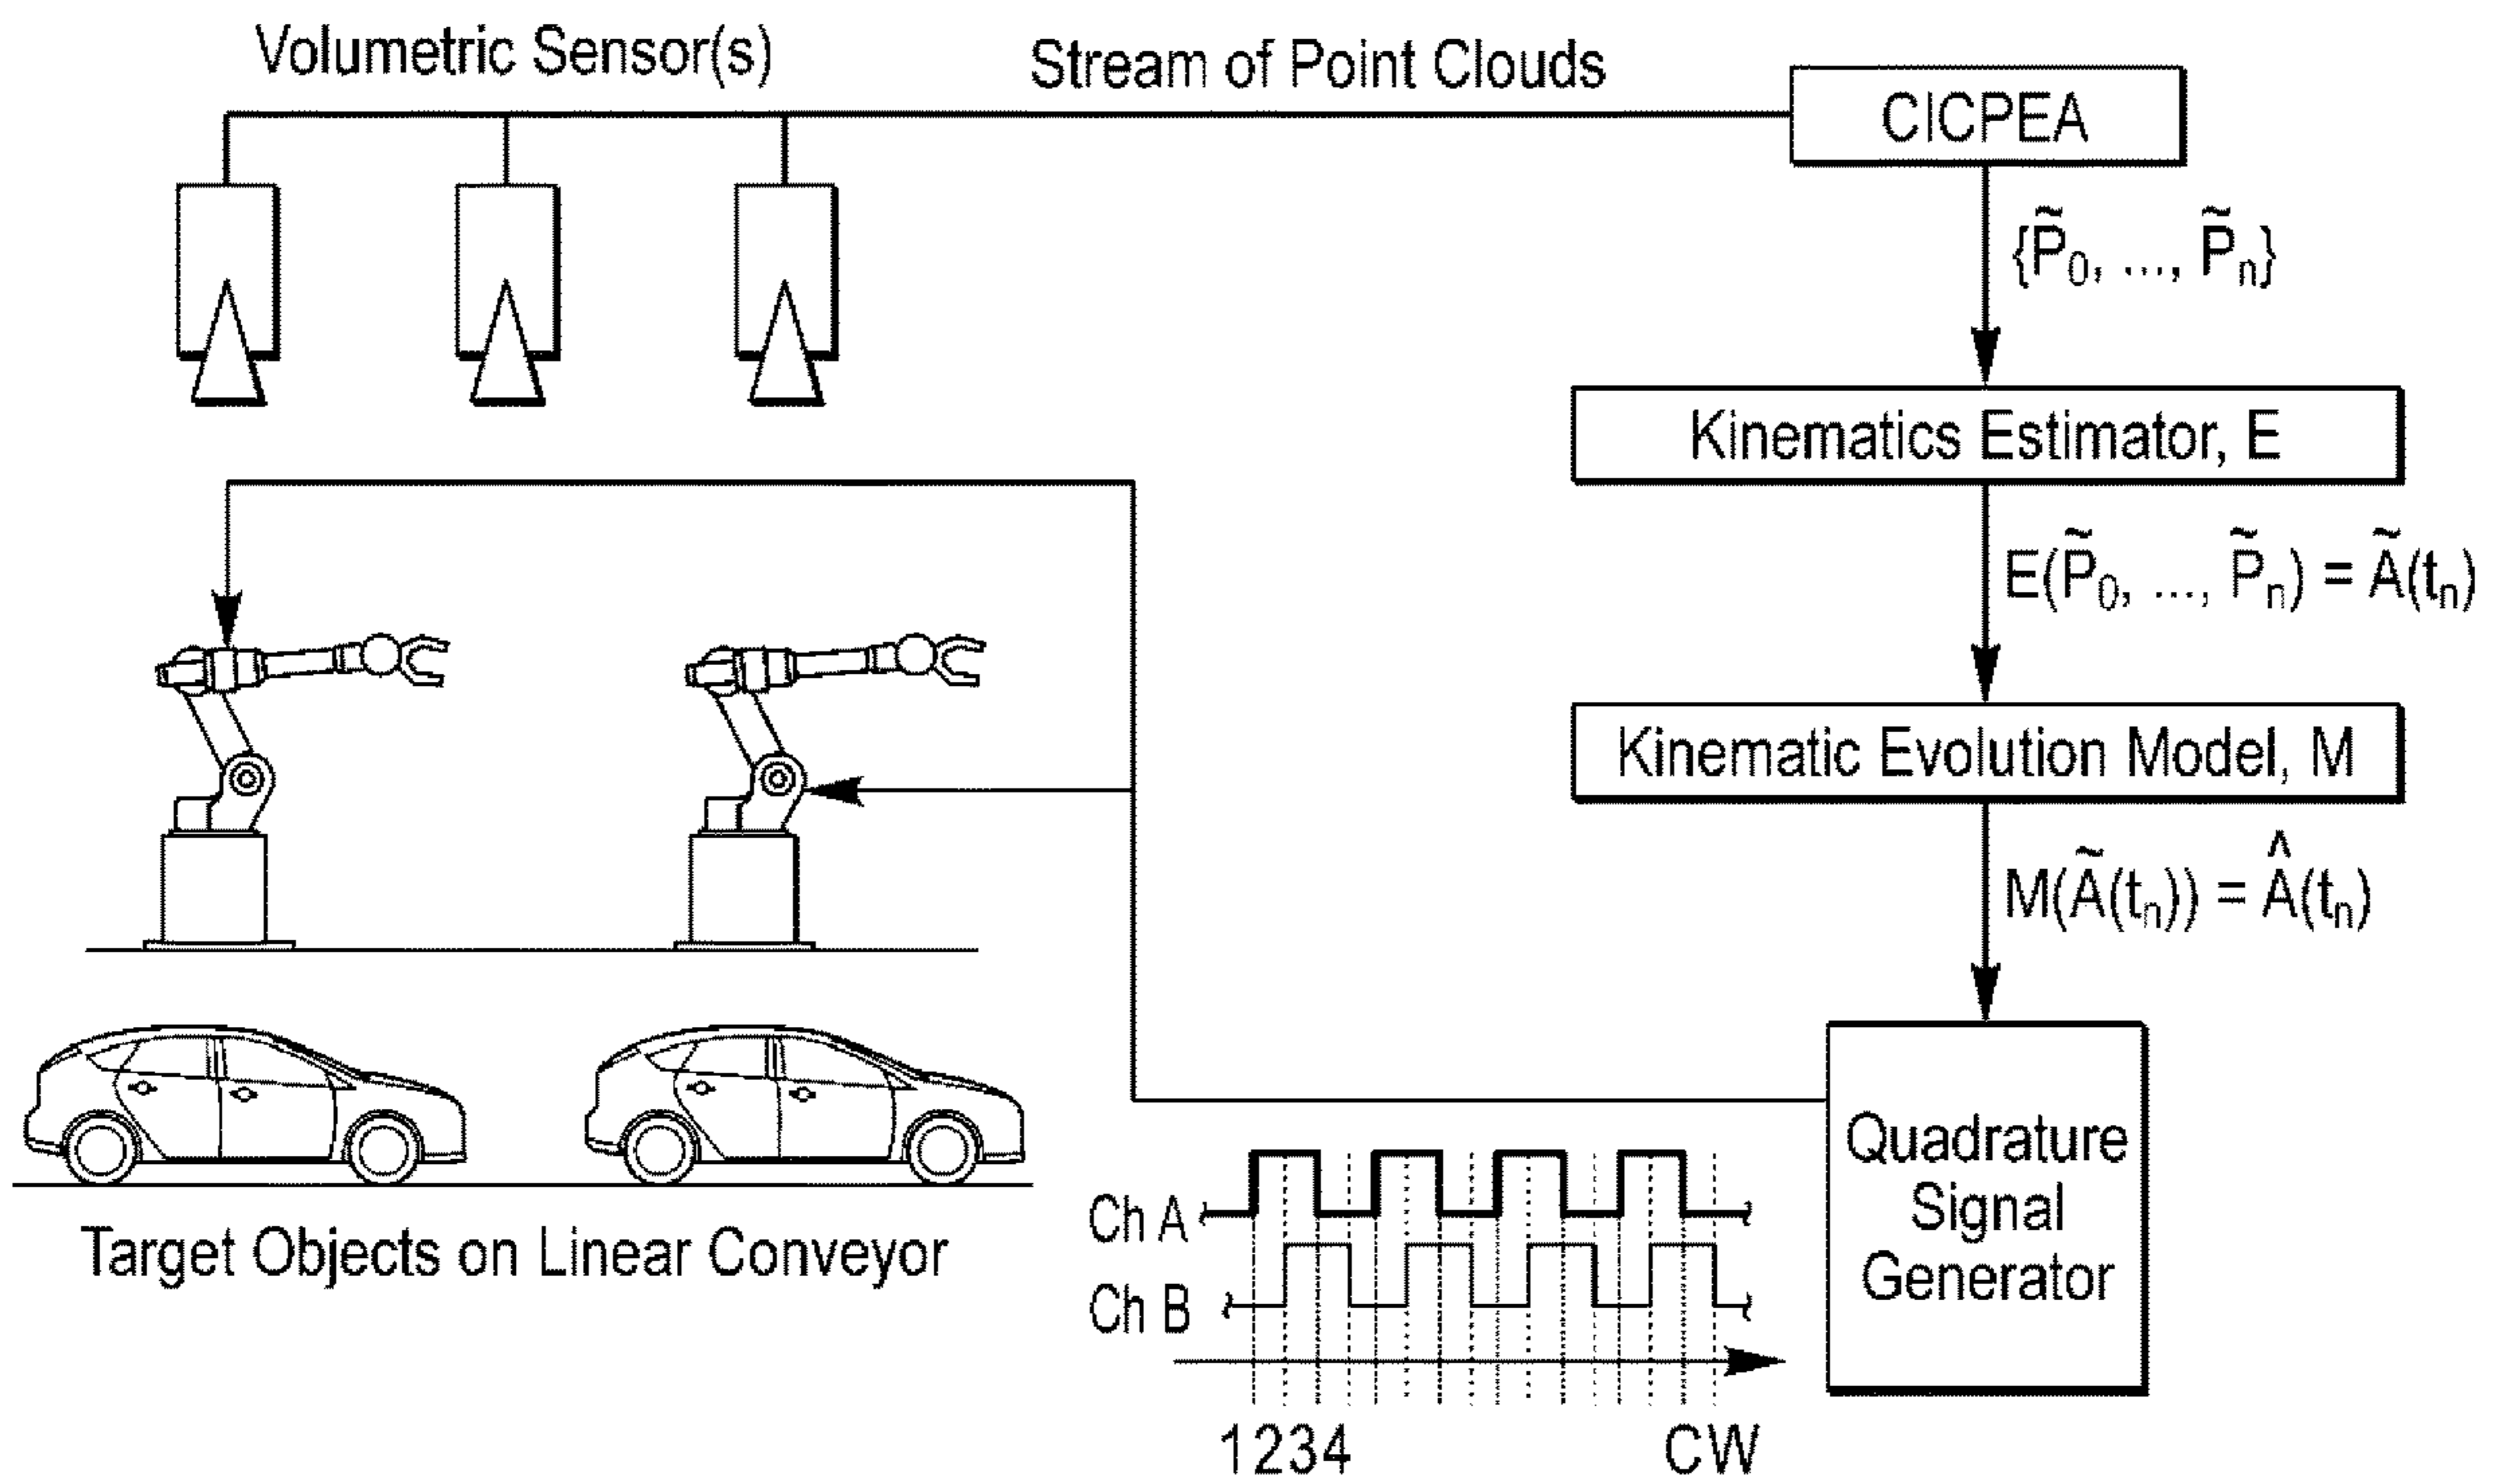 Volumetric Sensor(s)
Stream of Point Clouds
CICPEA
{P̃₀, ..., P̃ₙ}
Kinematics Estimator, E
E(P̃₀, ..., P̃ₙ) = Ã(tₙ)
Kinematic Evolution Model, M
M(Ã(tₙ)) = Â(tₙ)
Quadrature
Signal
Generator
Target Objects on Linear Conveyor
Ch A
Ch B
1234
CW